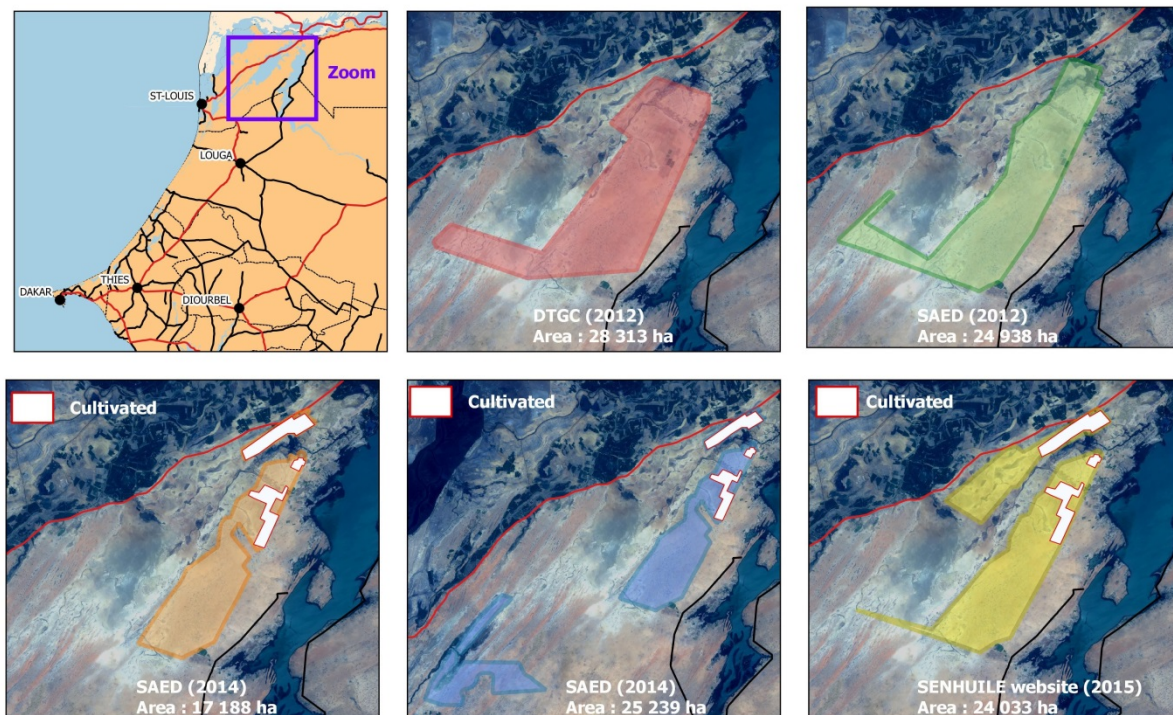 Zoom
ST-LOUIS
LOUGA
THIES
DAKAR
DIOURBEL
DTGC (2012)
Area : 28 313 ha
SAED (2012)
Area : 24 938 ha
Cultivated
SAED (2014)
Area : 17 188 ha
Cultivated
SAED (2014)
Area : 25 239 ha
Cultivated
SENHUILE website (2015)
Area : 24 033 ha